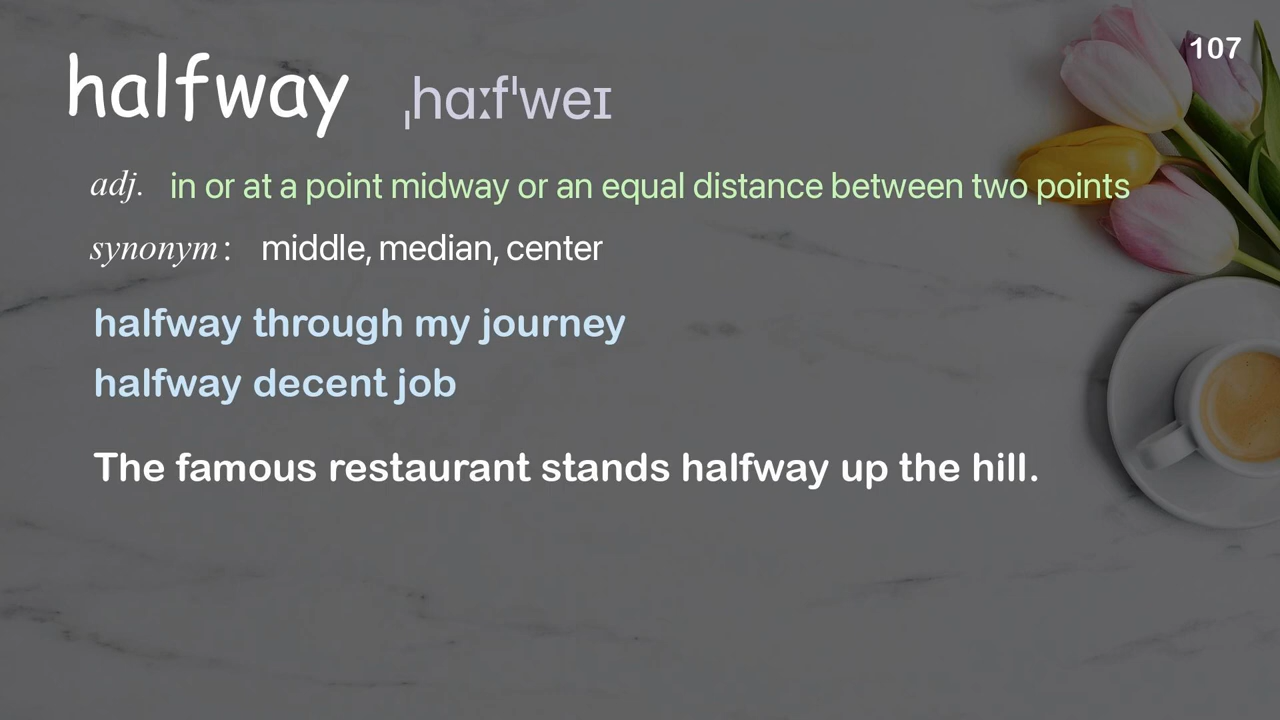 107
halfway ˌhɑːfˈweɪ
adj. in or at a point midway or an equal distance between two points
synonym: middle, median, center
halfway through my journey
halfway decent job
The famous restaurant stands halfway up the hill.